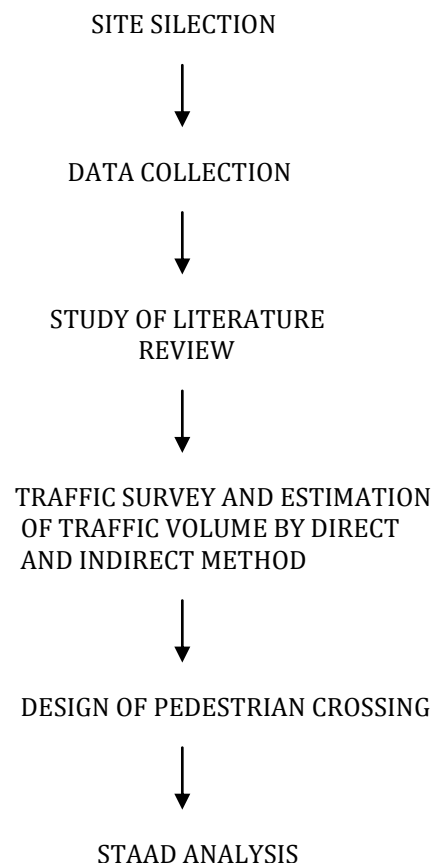 SITE SILECTION
DATA COLLECTION
STUDY OF LITERATURE
REVIEW
TRAFFIC SURVEY AND ESTIMATION
OF TRAFFIC VOLUME BY DIRECT
AND INDIRECT METHOD
DESIGN OF PEDESTRIAN CROSSING
STAAD ANALYSIS